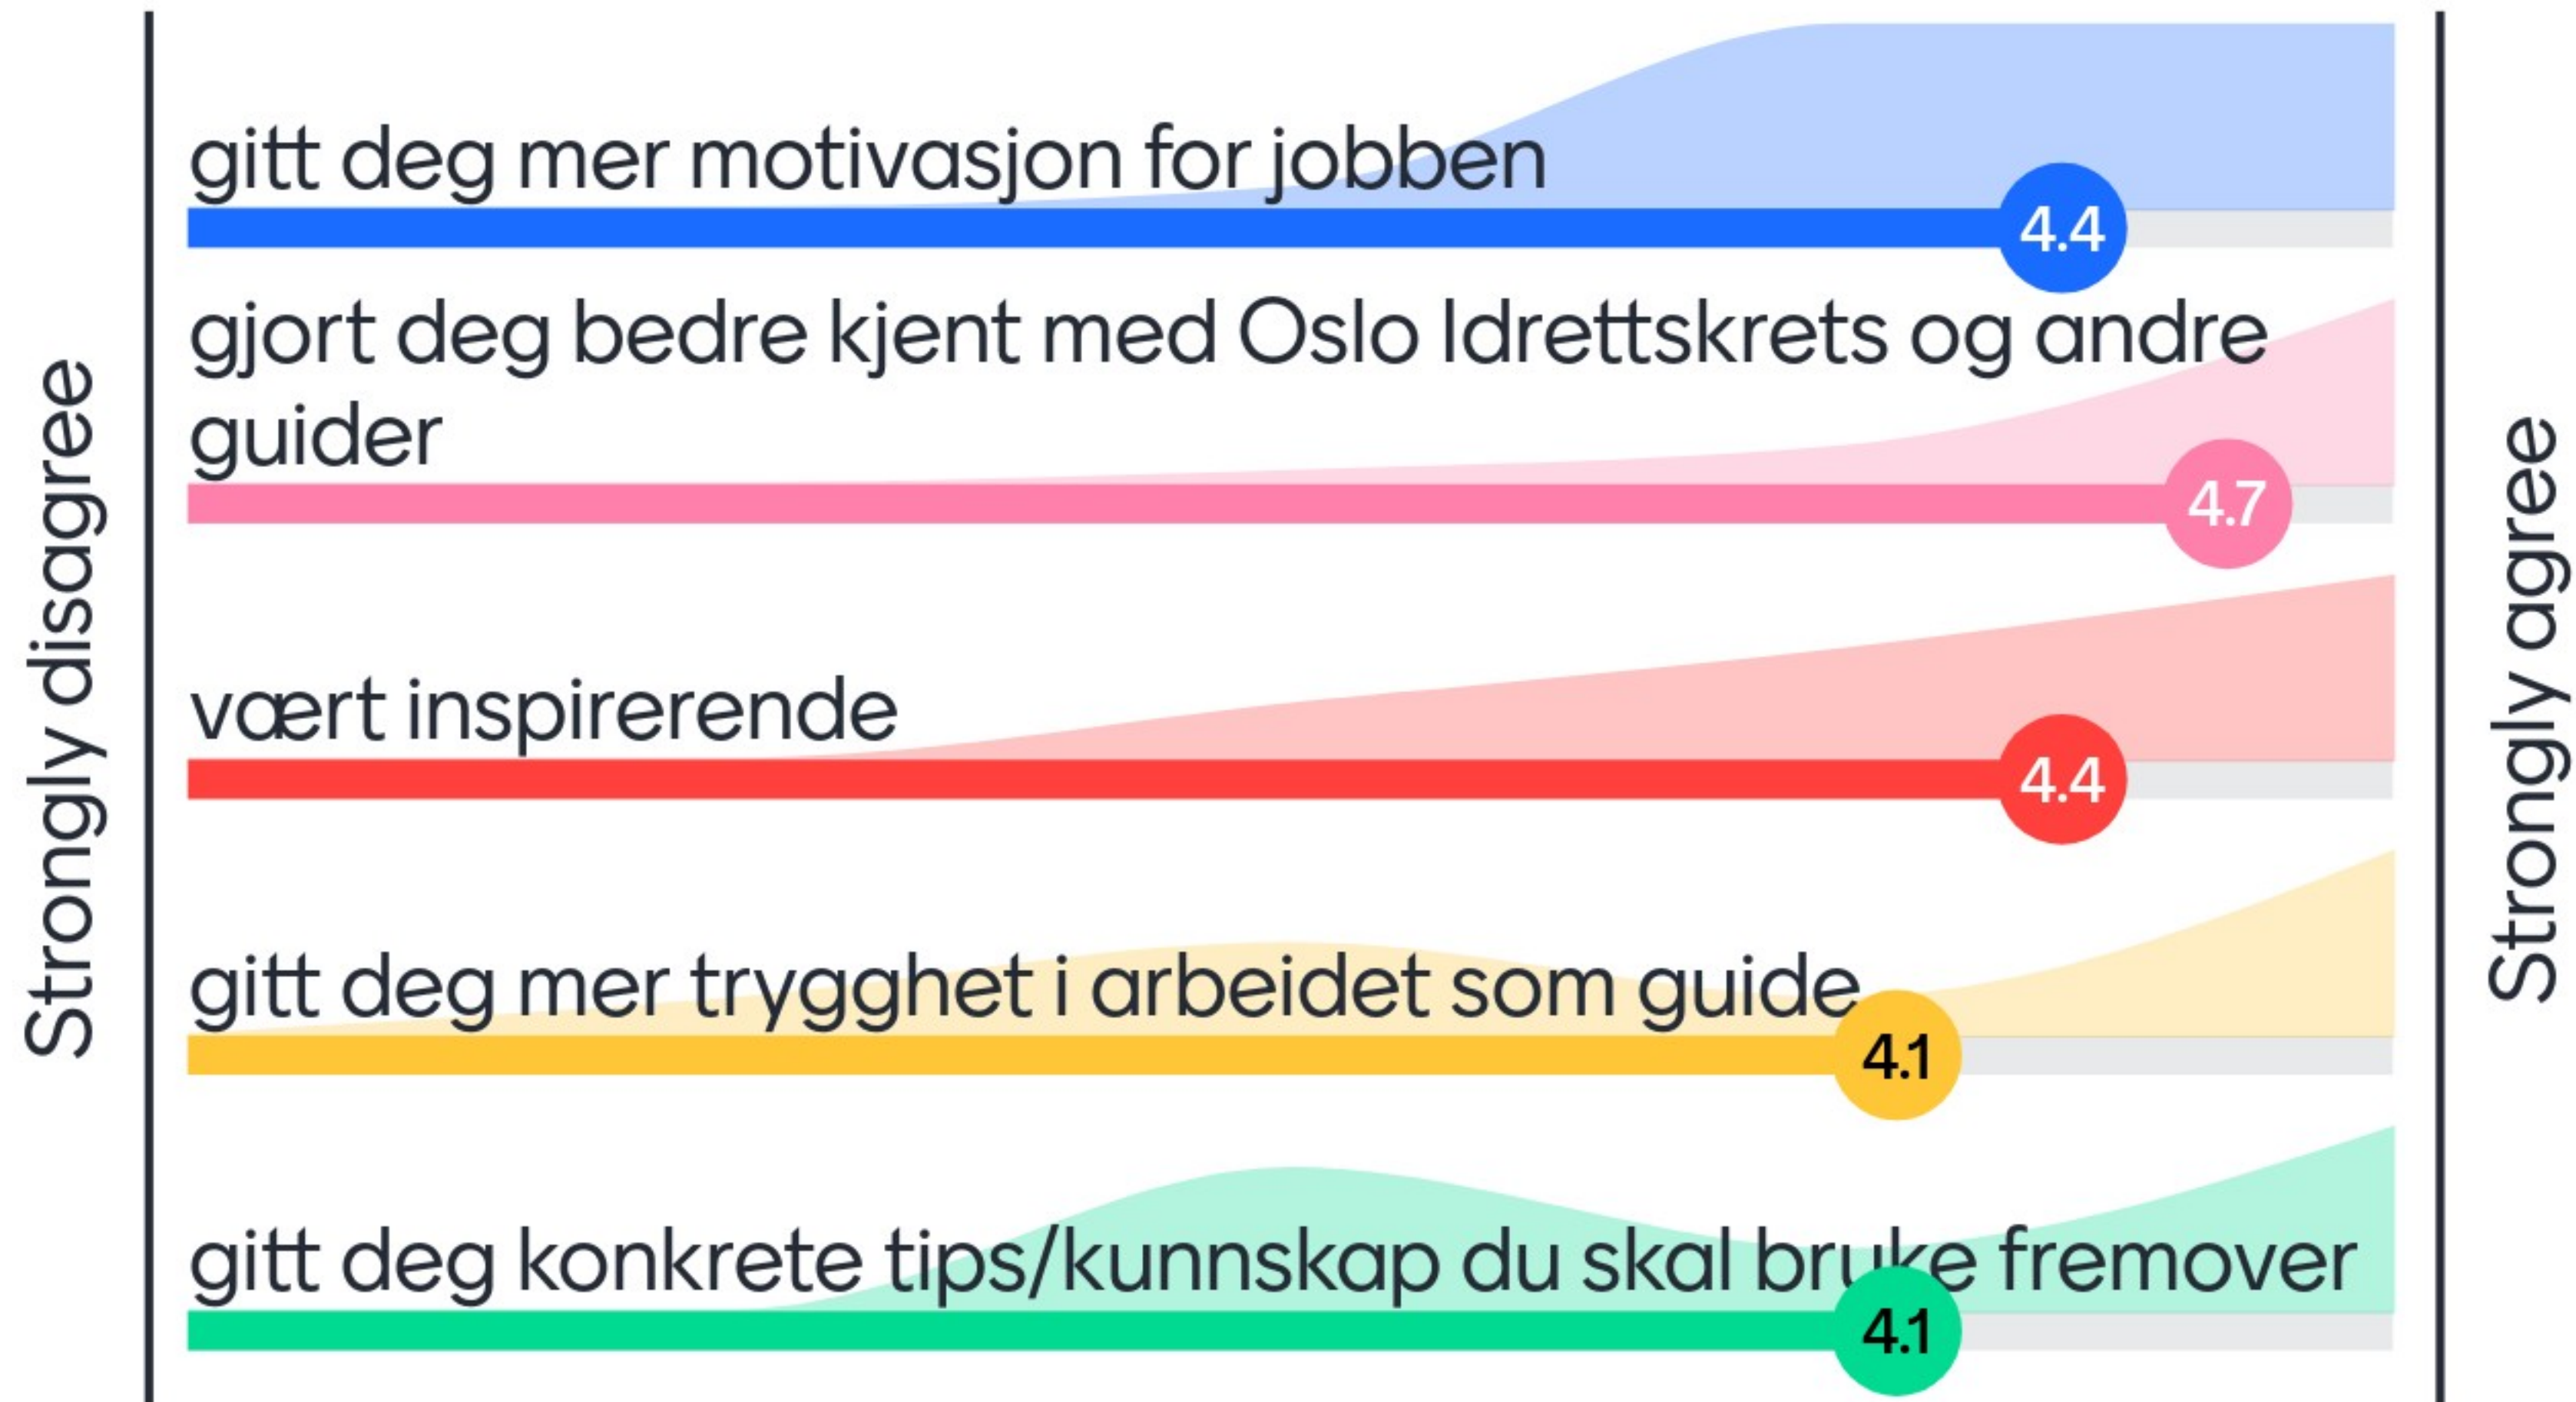 Strongly disagree
gitt deg mer motivasjon for jobben
4.4
gjort deg bedre kjent med Oslo Idrettskrets og andre
guider
4.7
vært inspirerende
4.4
gitt deg mer trygghet i arbeidet som guide
4.1
gitt deg konkrete tips/kunnskap du skal bruke fremover
4.1
Strongly agree